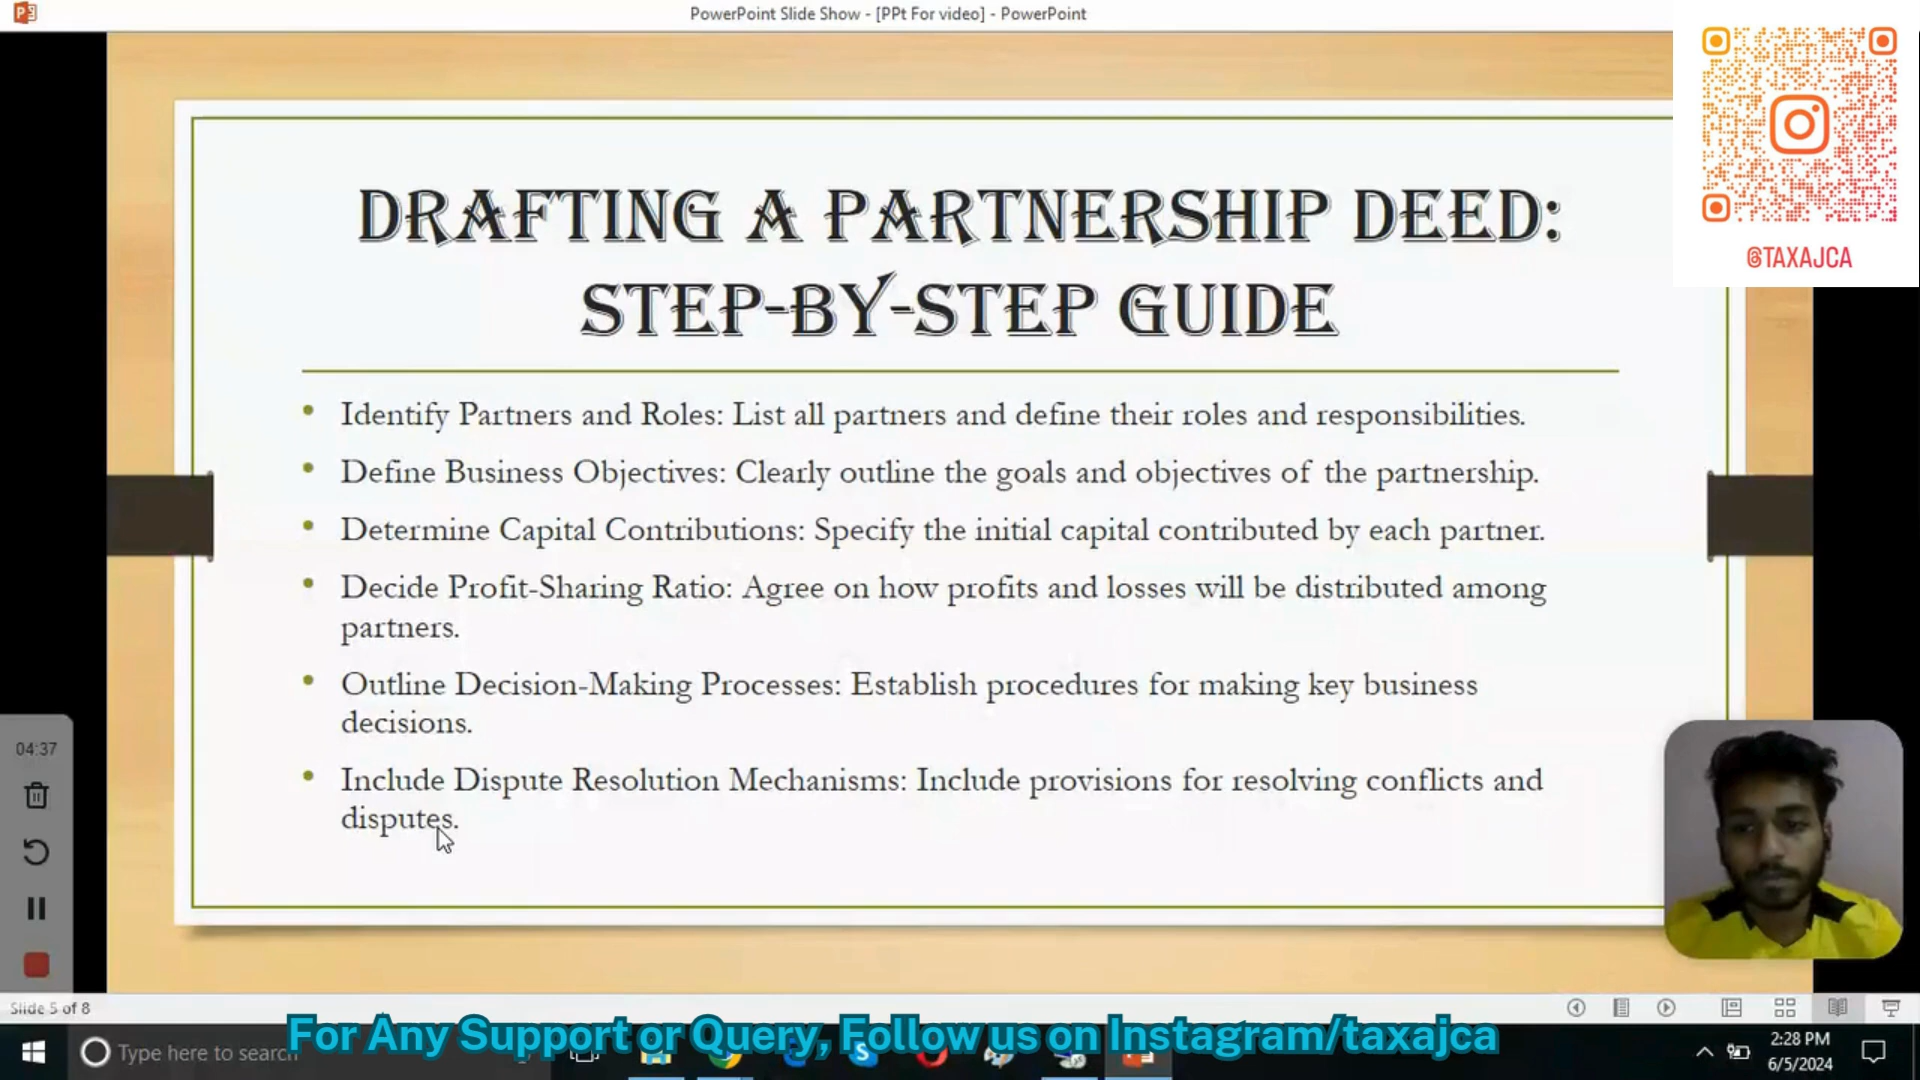 PowerPoint Slide Show - [PPt For video] - PowerPoint
@TAXAJCA
DRAFTING A PARTNERSHIP DEED:
STEP-BY-STEP GUIDE
• Identify Partners and Roles: List all partners and define their roles and responsibilities.
• Define Business Objectives: Clearly outline the goals and objectives of the partnership.
• Determine Capital Contributions: Specify the initial capital contributed by each partner.
• Decide Profit-Sharing Ratio: Agree on how profits and losses will be distributed among
partners.
• Outline Decision-Making Processes: Establish procedures for making key business
decisions.
• Include Dispute Resolution Mechanisms: Include provisions for resolving conflicts and
disputes.
04:37
Slide 5 of 8
For Any Support or Query, Follow us on Instagram/taxajca
Type here to search
2:28 PM
6/5/2024